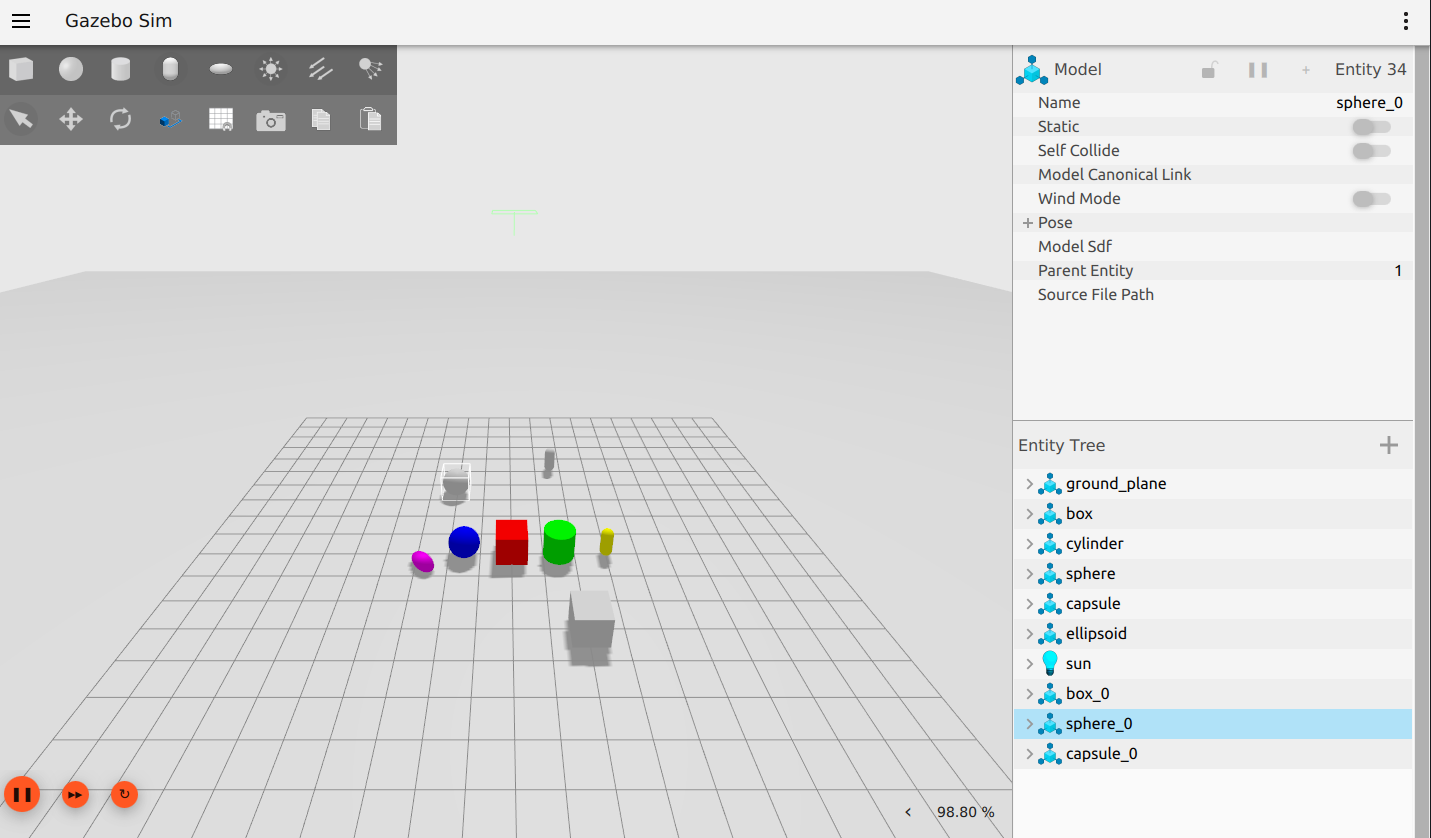 Gazebo Sim
Model
Entity 34
Name
sphere_0
Static
Self Collide
Model Canonical Link
Wind Mode
Pose
Model Sdf
Parent Entity
1
Source File Path
Entity Tree
ground_plane
box
cylinder
sphere
capsule
ellipsoid
sun
box_0
sphere_0
capsule_0
98.80 %